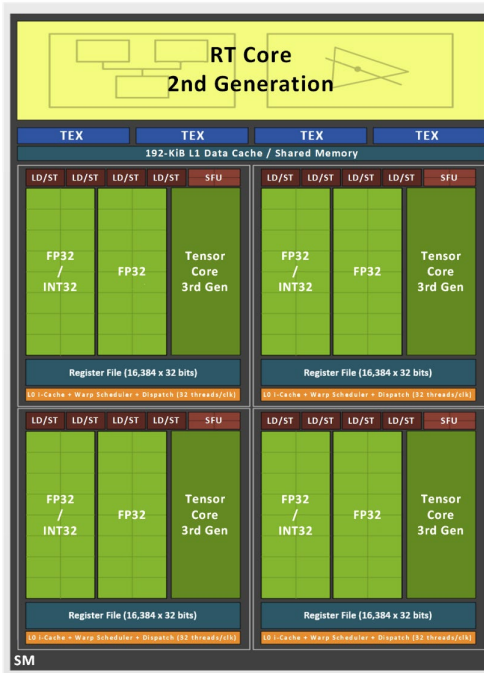 RT Core
2nd Generation
TEX TEX TEX TEX
192-KiB L1 Data Cache / Shared Memory
LD/ST LD/ST LD/ST LD/ST SFU
FP32
/
INT32
FP32
Tensor
Core
3rd Gen
Register File (16,384 x 32 bits)
L0 i-Cache + Warp Scheduler + Dispatch (32 threads/clk)
LD/ST LD/ST LD/ST LD/ST SFU
FP32
/
INT32
FP32
Tensor
Core
3rd Gen
Register File (16,384 x 32 bits)
L0 i-Cache + Warp Scheduler + Dispatch (32 threads/clk)
LD/ST LD/ST LD/ST LD/ST SFU
FP32
/
INT32
FP32
Tensor
Core
3rd Gen
Register File (16,384 x 32 bits)
L0 i-Cache + Warp Scheduler + Dispatch (32 threads/clk)
LD/ST LD/ST LD/ST LD/ST SFU
FP32
/
INT32
FP32
Tensor
Core
3rd Gen
Register File (16,384 x 32 bits)
L0 i-Cache + Warp Scheduler + Dispatch (32 threads/clk)
SM